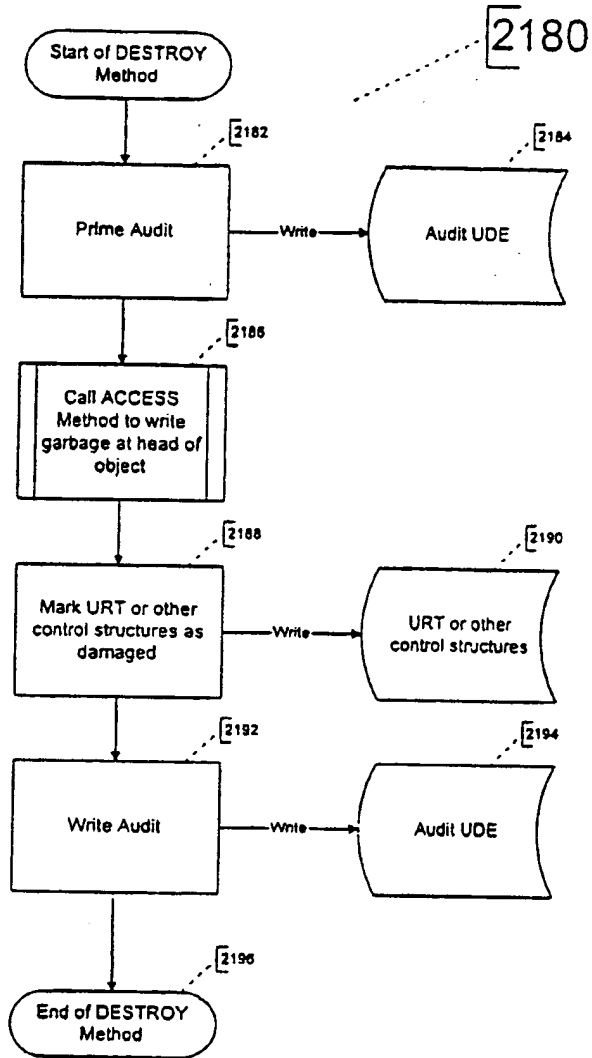 2180
Start of DESTROY
Method
2182
2184
Prime Audit
Write
Audit UDE
2186
Call ACCESS
Method to write
garbage at head of
object
2188
2190
Mark URT or other
control structures as
damaged
Write
URT or other
control structures
2192
2194
Write Audit
Write
Audit UDE
2196
End of DESTROY
Method